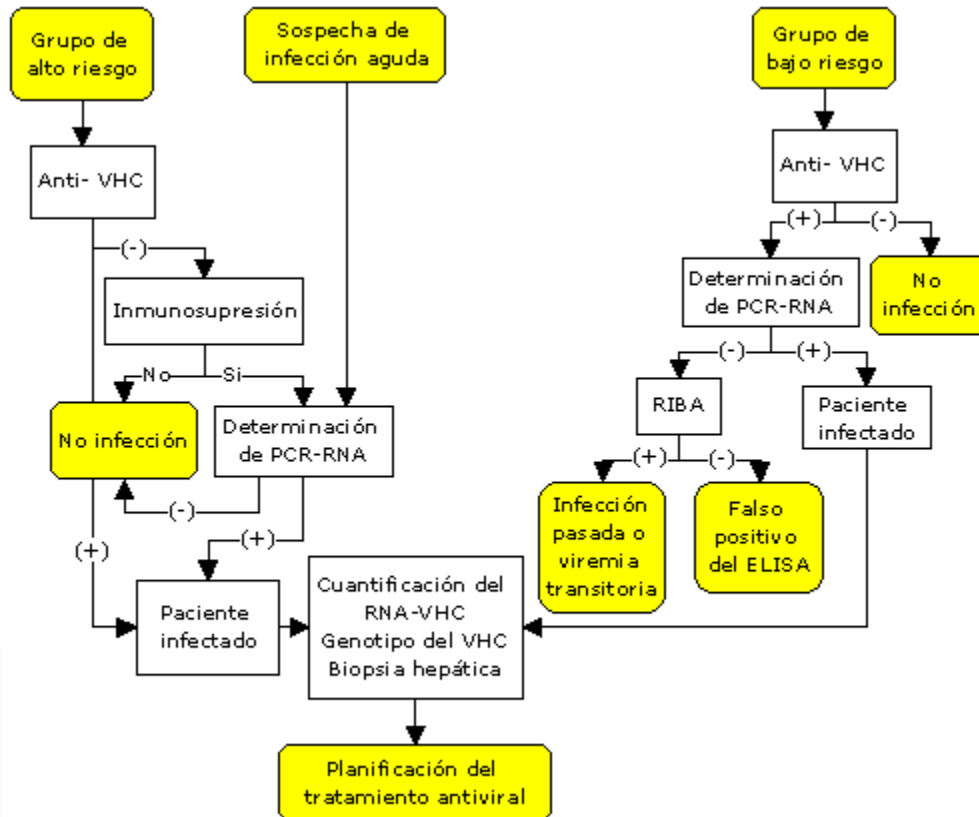 Grupo de
alto riesgo
Sospecha de
infección aguda
Grupo de
bajo riesgo
Anti- VHC
Anti- VHC
(+)
(-)
(-)
Inmunosupresión
Determinación
de PCR-RNA
No
infección
(-)
(+)
No
Si
No infección
Determinación
de PCR-RNA
RIBA
Paciente
infectado
(+)
(-)
(-)
(+)
(+)
Infección
pasada o
viremia
transitoria
Falso
positivo
del ELISA
Paciente
infectado
Cuantificación del
RNA-VHC
Genotipo del VHC
Biopsia hepática
Planificación del
tratamiento antiviral